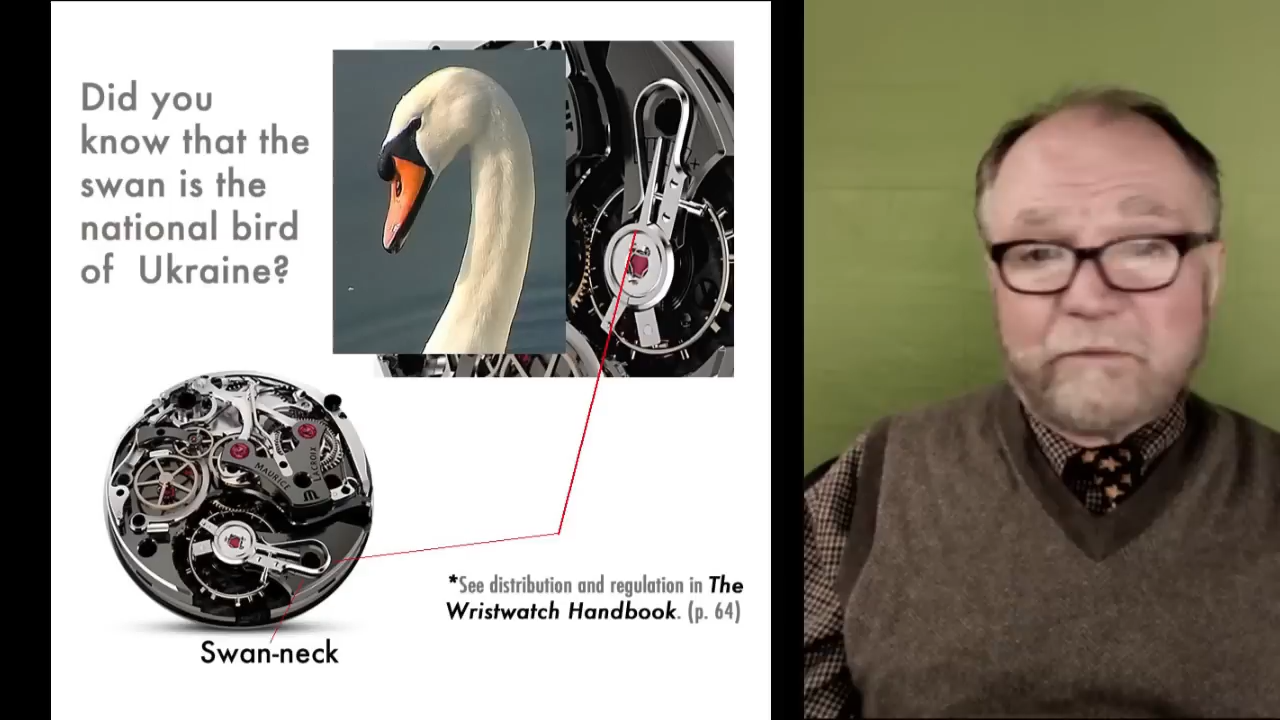 Did you
know that the
swan is the
national bird
of Ukraine?
MAURICE
LACROIX
*See distribution and regulation in The
Wristwatch Handbook. (p. 64)
Swan-neck